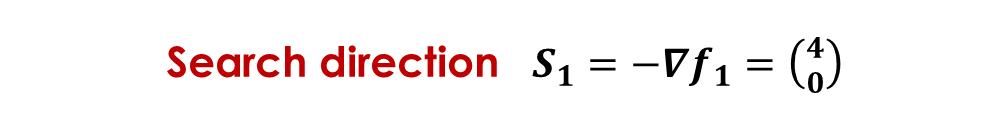 Search direction S₁ = −∇f₁ = (4 0)